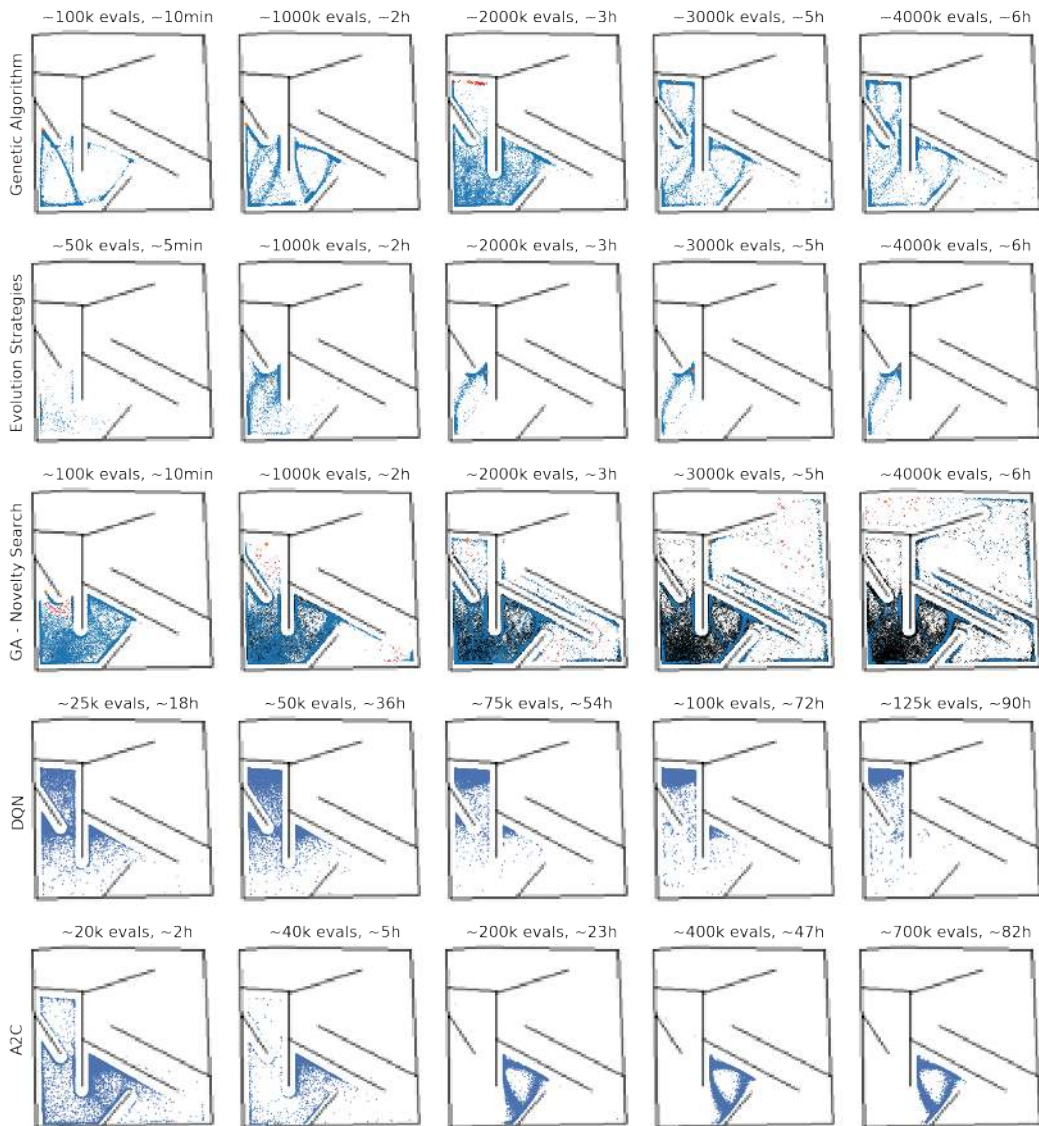 ~100k evals, ~10min ~1000k evals, ~2h ~2000k evals, ~3h ~3000k evals, ~5h ~4000k evals, ~6h
Genetic Algorithm
~50k evals, ~5min ~1000k evals, ~2h ~2000k evals, ~3h ~3000k evals, ~5h ~4000k evals, ~6h
Evolution Strategies
~100k evals, ~10min ~1000k evals, ~2h ~2000k evals, ~3h ~3000k evals, ~5h ~4000k evals, ~6h
GA - Novelty Search
~25k evals, ~18h ~50k evals, ~36h ~75k evals, ~54h ~100k evals, ~72h ~125k evals, ~90h
DQN
~20k evals, ~2h ~40k evals, ~5h ~200k evals, ~23h ~400k evals, ~47h ~700k evals, ~82h
A2C